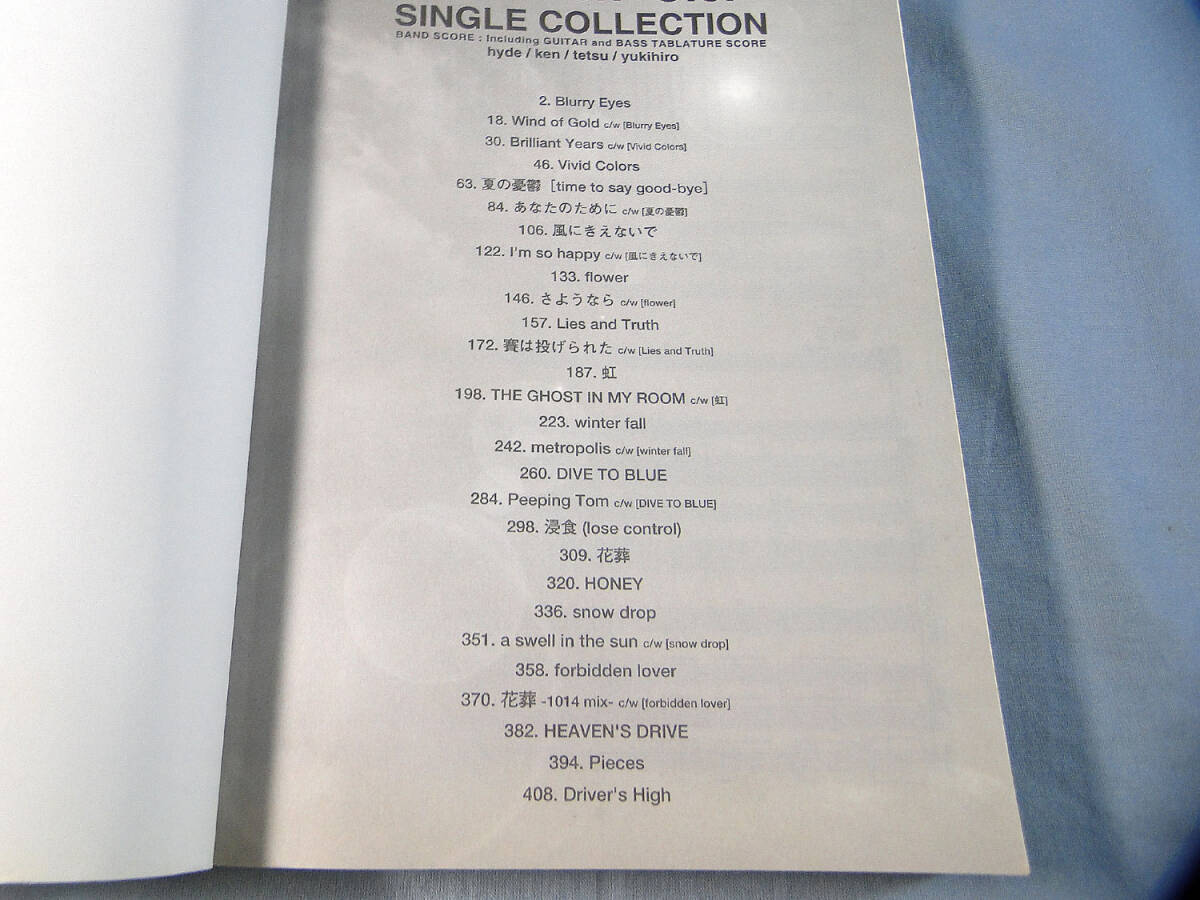 SINGLE COLLECTION
BAND SCORE : Including GUITAR and BASS TABLATURE SCORE
hyde / ken / tetsu / yukihiro
2. Blurry Eyes
18. Wind of Gold c/w [Blurry Eyes]
30. Brilliant Years c/w [Vivid Colors]
46. Vivid Colors
63. 夏の憂鬱 [time to say good-bye]
84. あなたのために c/w [夏の憂鬱]
106. 風にきえないで
122. I'm so happy c/w [風にきえないで]
133. flower
146. さようなら c/w [flower]
157. Lies and Truth
172. 賽は投げられた c/w [Lies and Truth]
187. 虹
198. THE GHOST IN MY ROOM c/w [虹]
223. winter fall
242. metropolis c/w [winter fall]
260. DIVE TO BLUE
284. Peeping Tom c/w [DIVE TO BLUE]
298. 浸食 (lose control)
309. 花葬
320. HONEY
336. snow drop
351. a swell in the sun c/w [snow drop]
358. forbidden lover
370. 花葬 -1014 mix- c/w [forbidden lover]
382. HEAVEN'S DRIVE
394. Pieces
408. Driver's High